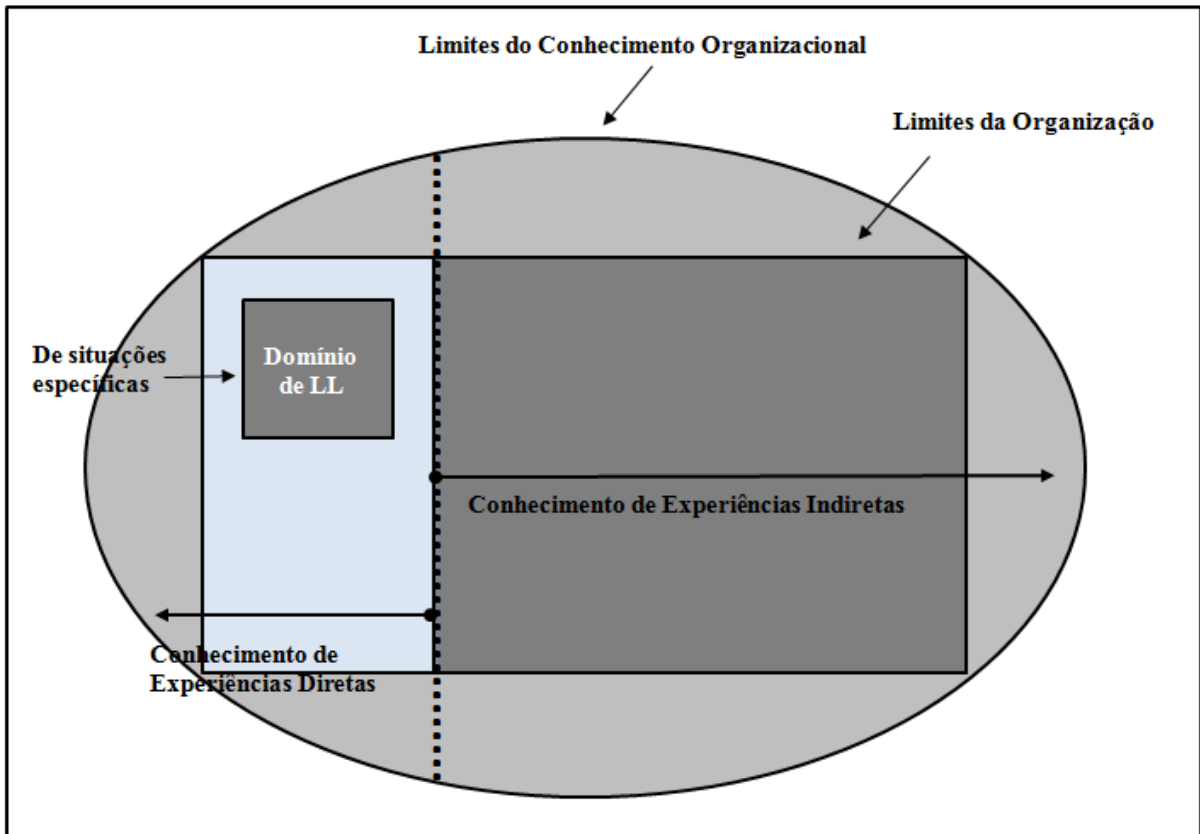 Limites do Conhecimento Organizacional
Limites da Organização
De situações
específicas
Domínio
de LL
Conhecimento de Experiências Indiretas
Conhecimento de
Experiências Diretas